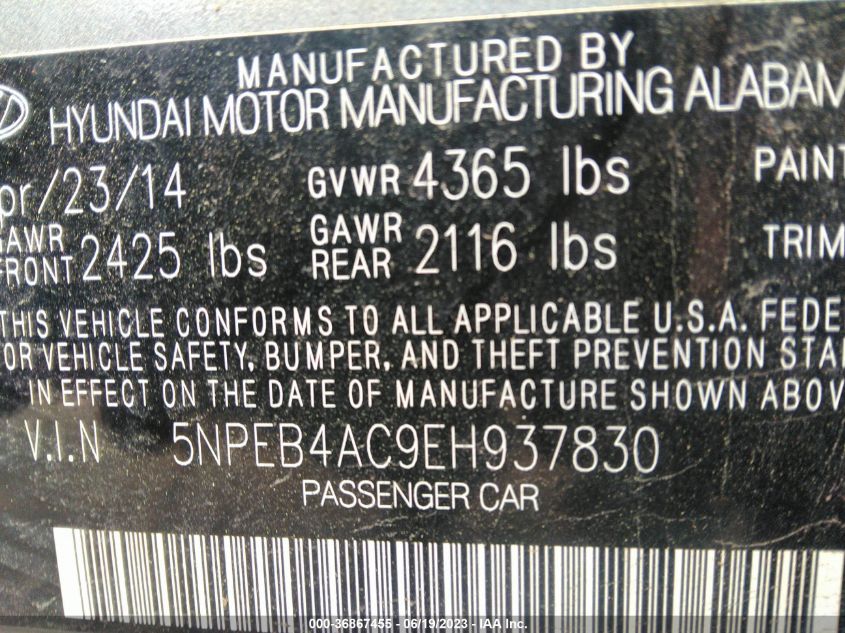 MANUFACTURED BY
HYUNDAI MOTOR MANUFACTURING ALABAM
pr/23/14 GVWR 4365 lbs PAINT
GAWR FRONT 2425 lbs GAWR REAR 2116 lbs TRIM
THIS VEHICLE CONFORMS TO ALL APPLICABLE U.S.A. FEDE
OR VEHICLE SAFETY, BUMPER, AND THEFT PREVENTION STA
IN EFFECT ON THE DATE OF MANUFACTURE SHOWN ABOV
V.I.N 5NPEB4AC9EH937830
PASSENGER CAR
000-36867455 - 06/19/2023 - IAA Inc.